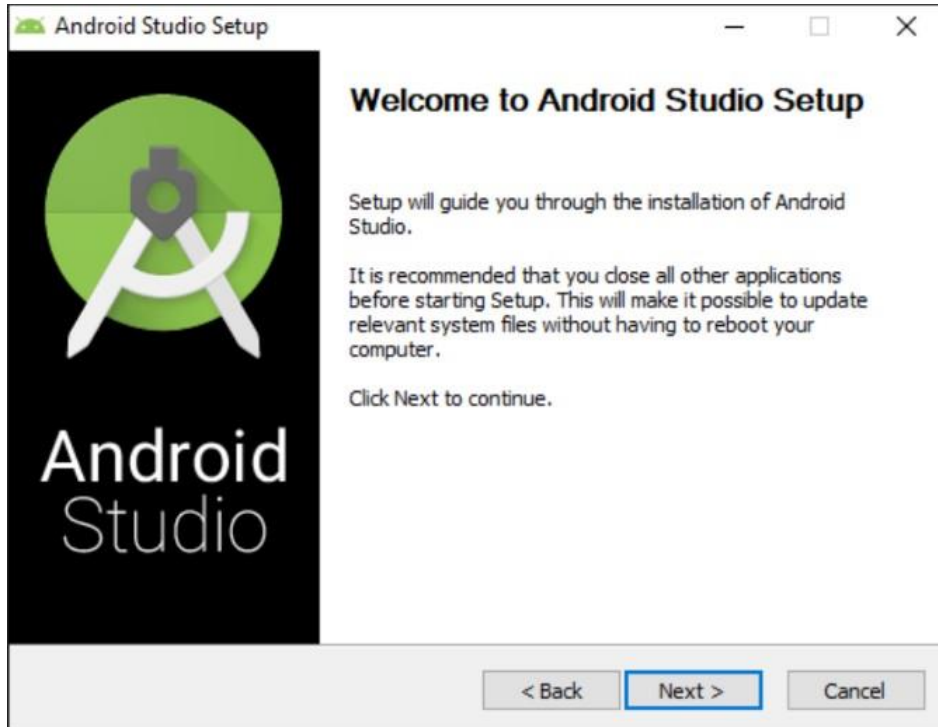 Android Studio Setup
Welcome to Android Studio Setup
Setup will guide you through the installation of Android
Studio.
It is recommended that you close all other applications
before starting Setup. This will make it possible to update
relevant system files without having to reboot your
computer.
Click Next to continue.
Android
Studio
< Back
Next >
Cancel